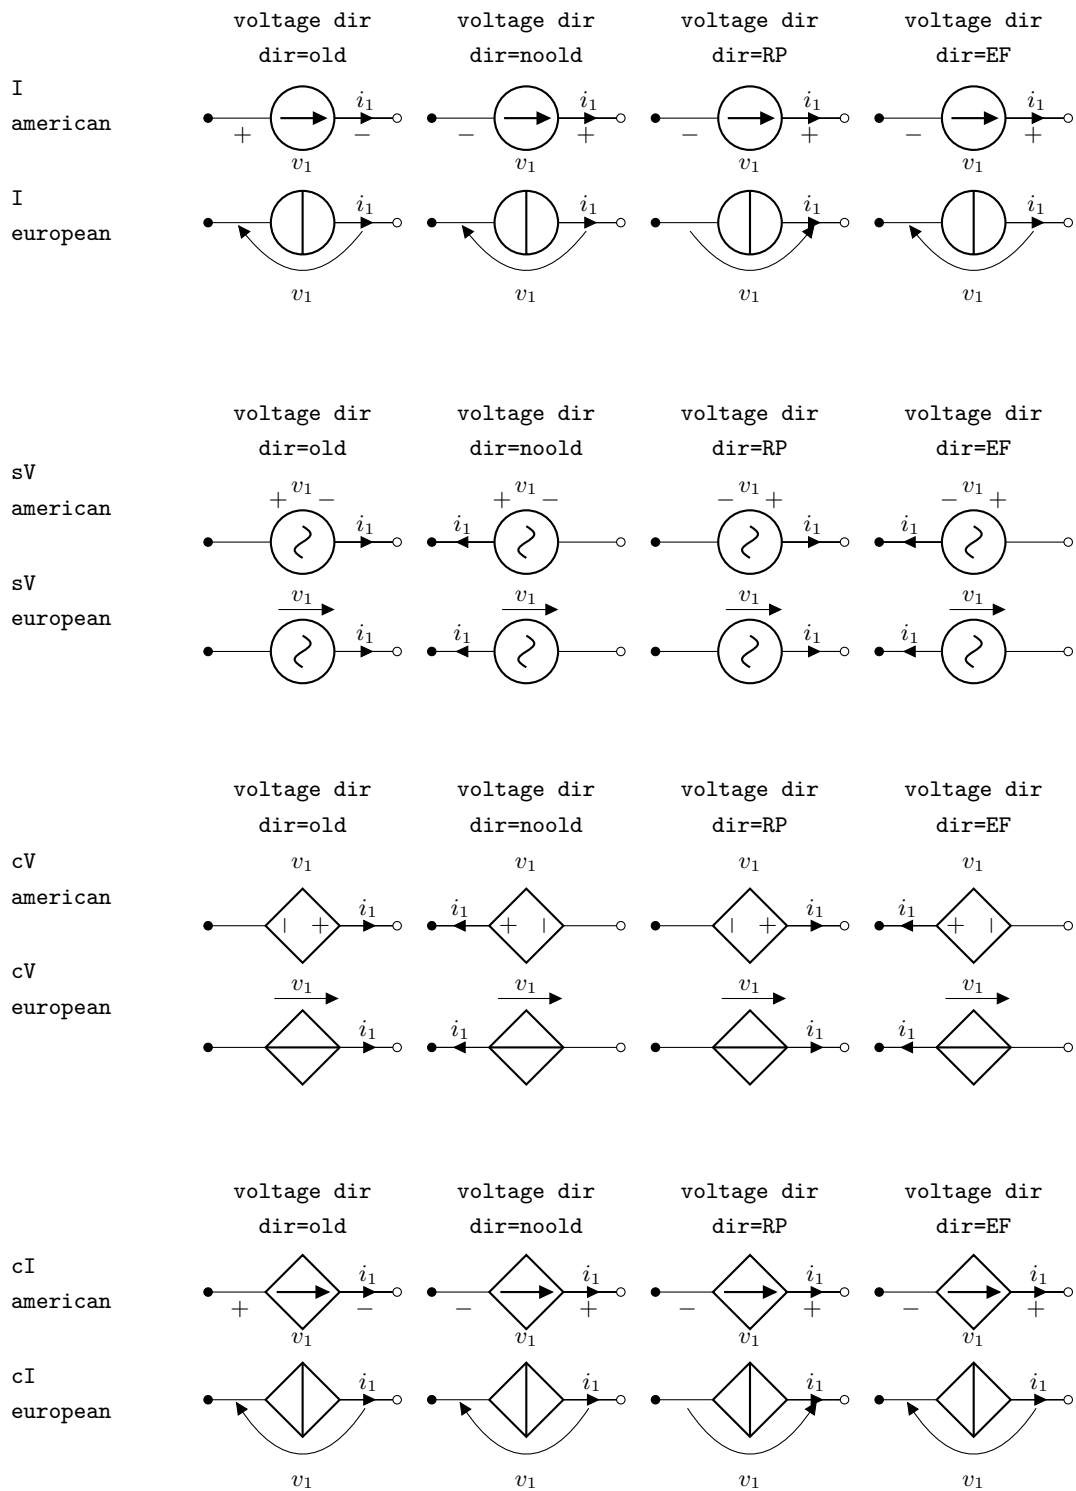 voltage dir voltage dir voltage dir voltage dir
dir=old dir=noold dir=RP dir=EF
I
american
i₁ i₁ i₁ i₁
+ − − + − + − +
v₁ v₁ v₁ v₁
I
european
i₁ i₁ i₁ i₁
v₁ v₁ v₁ v₁
voltage dir voltage dir voltage dir voltage dir
dir=old dir=noold dir=RP dir=EF
sV
american
+ v₁ − + v₁ − − v₁ + − v₁ +
i₁ i₁ i₁ i₁
sV
european
v₁ v₁ v₁ v₁
i₁ i₁ i₁ i₁
voltage dir voltage dir voltage dir voltage dir
dir=old dir=noold dir=RP dir=EF
cV
american
v₁ v₁ v₁ v₁
− + i₁ i₁ + − − + i₁ i₁ + −
cV
european
v₁ v₁ v₁ v₁
i₁ i₁ i₁ i₁
voltage dir voltage dir voltage dir voltage dir
dir=old dir=noold dir=RP dir=EF
cI
american
i₁ i₁ i₁ i₁
+ − − + − + − +
v₁ v₁ v₁ v₁
cI
european
i₁ i₁ i₁ i₁
v₁ v₁ v₁ v₁